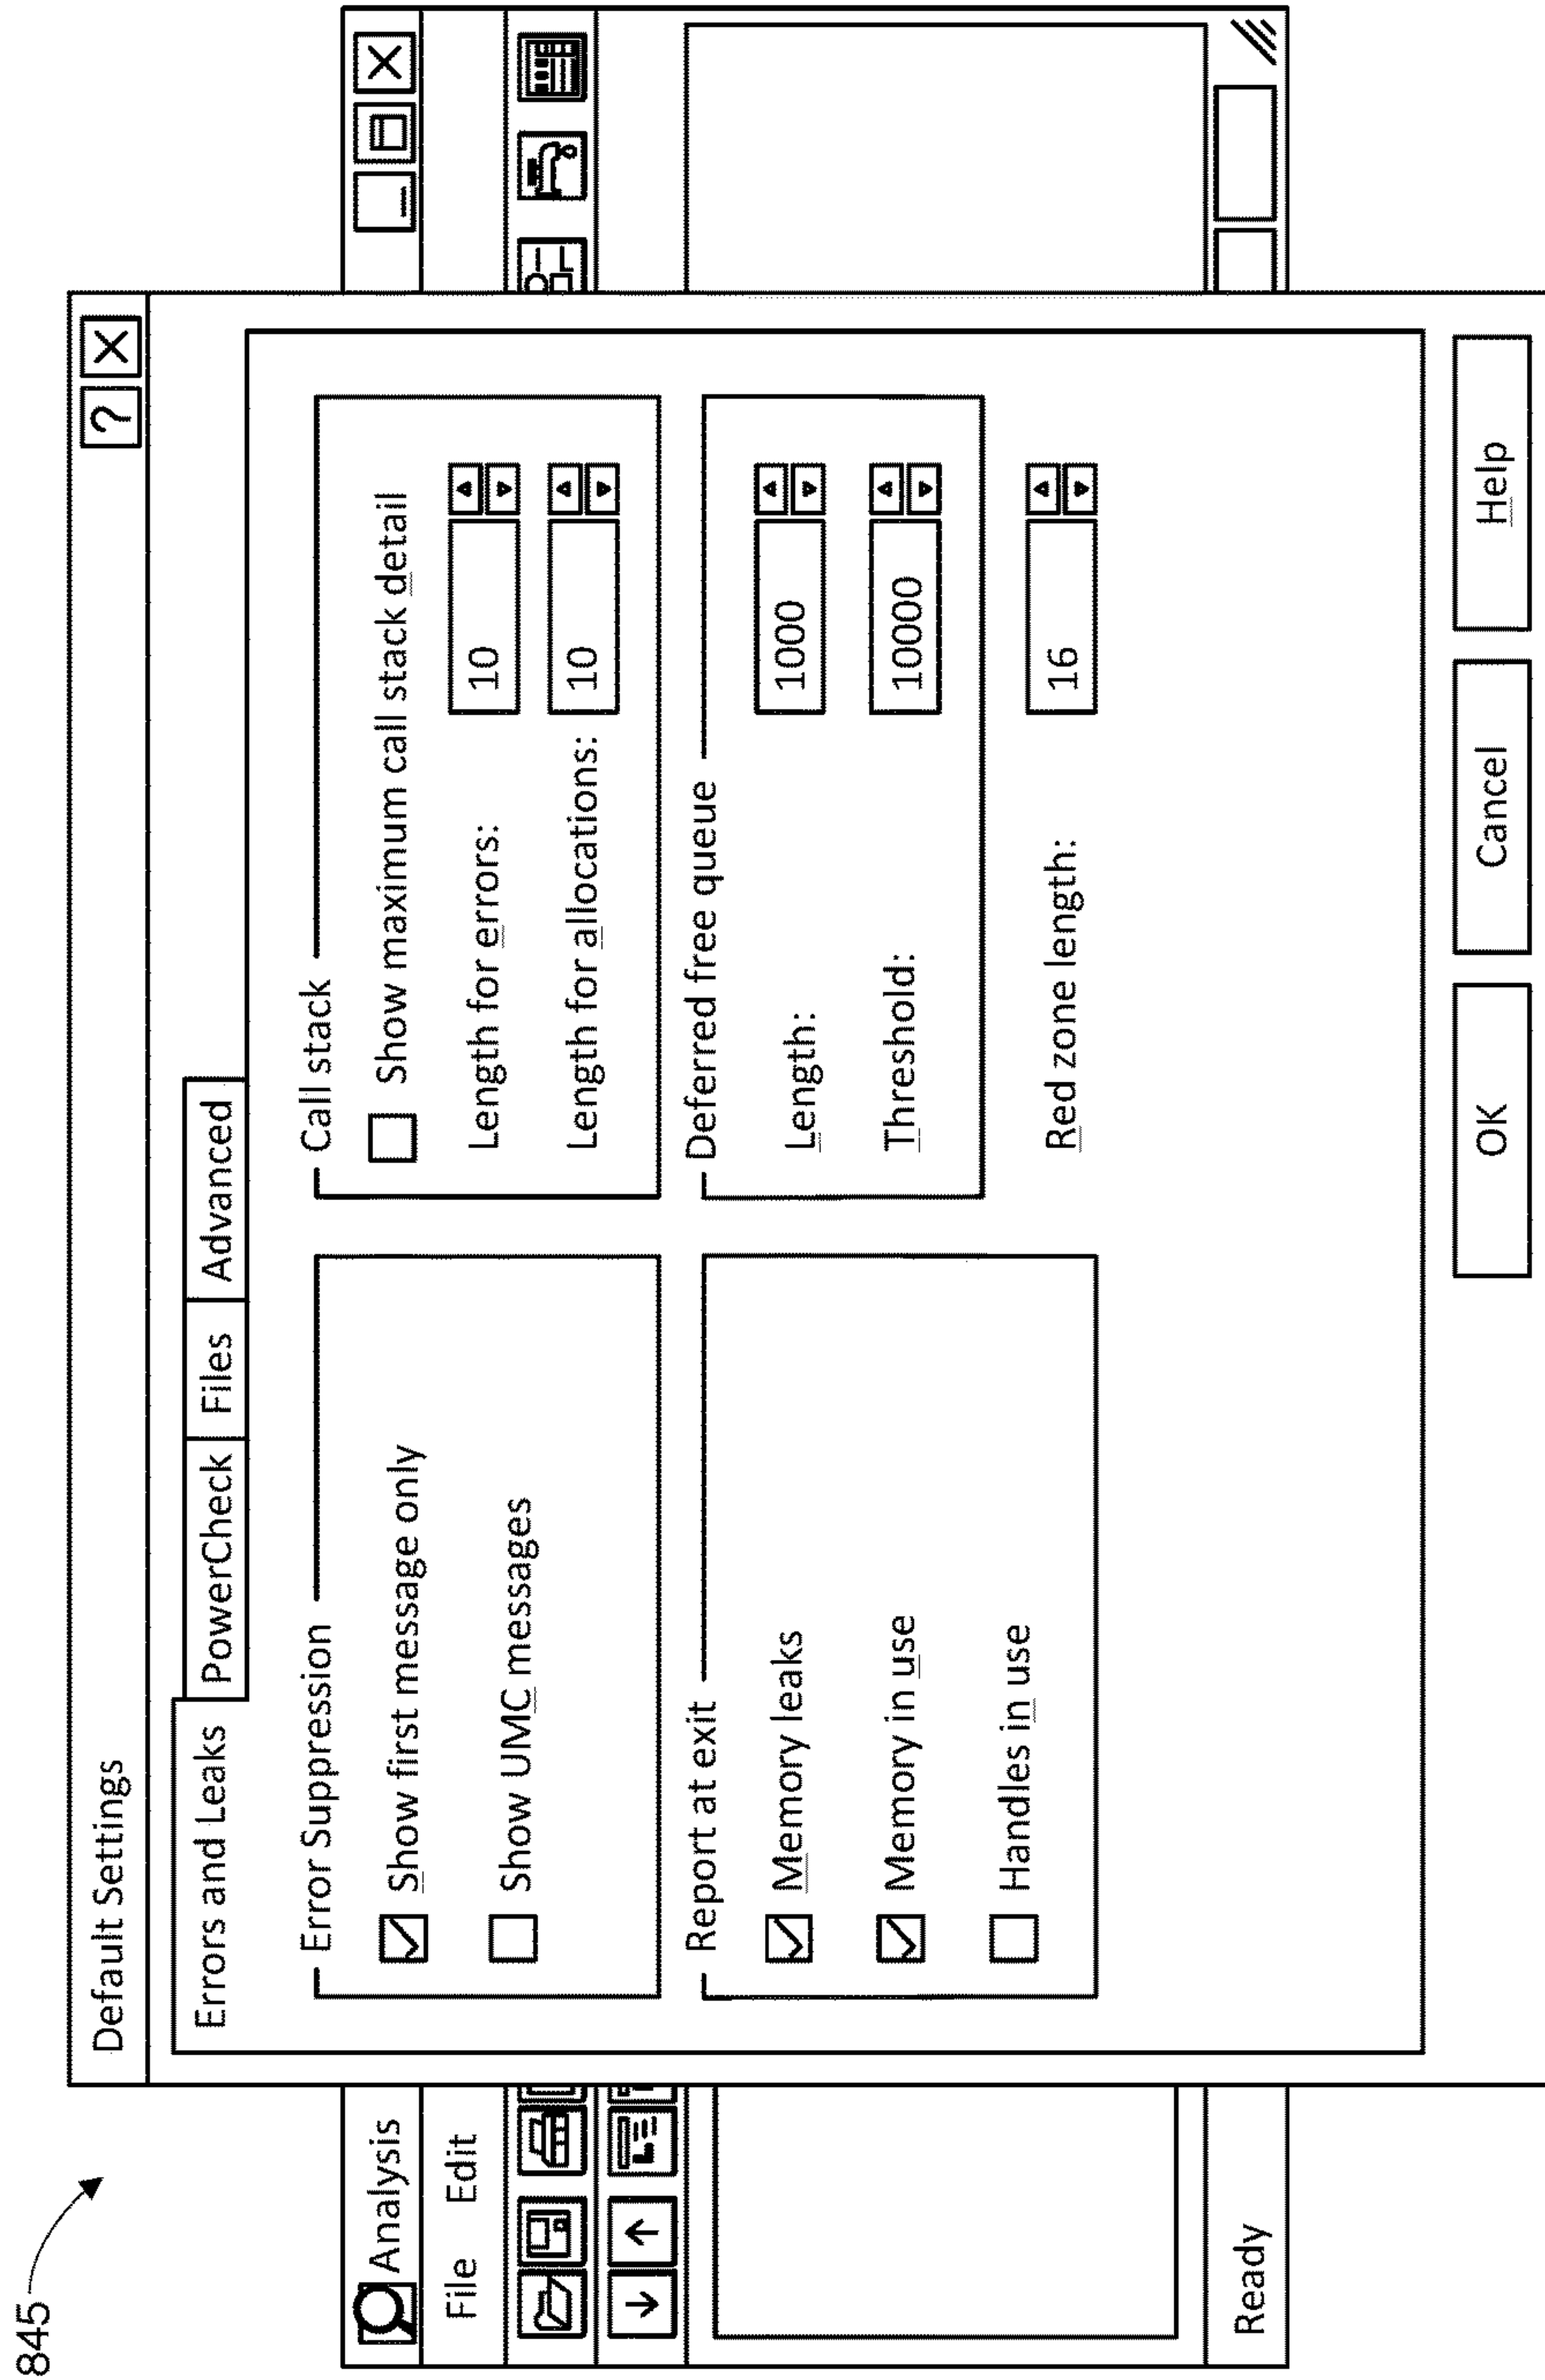 845
Default Settings
?
Errors and Leaks
PowerCheck
Files
Advanced
Error Suppression
Show first message only
Show UMC messages
Report at exit
Memory leaks
Memory in use
Handles in use
Call stack
Show maximum call stack detail
Length for errors: 10
Length for allocations: 10
Deferred free queue
Length: 1000
Threshold: 10000
Red zone length: 16
OK
Cancel
Help
Analysis
File Edit
Ready